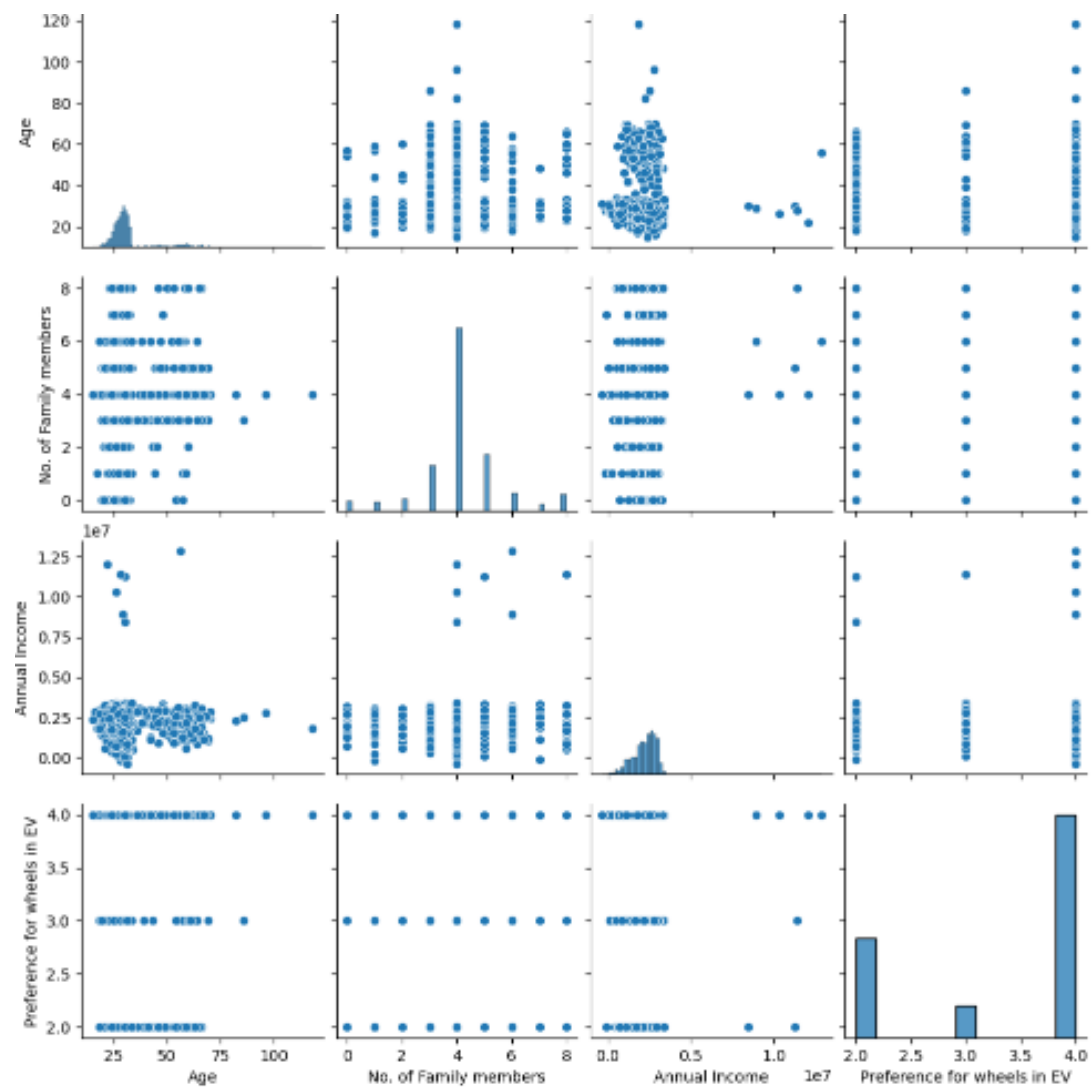 120
100
80
60
40
20
Age
8
6
4
2
0
No. of Family members
1e7
1.25
1.00
0.75
0.50
0.25
0.00
Annual Income
4.0
3.5
3.0
2.5
2.0
Preference for wheels in EV
25 50 75 100
0 2 4 6 8
0.0 0.5 1.0
2.0 2.5 3.0 3.5 4.0
1e7
Age
No. of Family members
Annual Income
Preference for wheels in EV